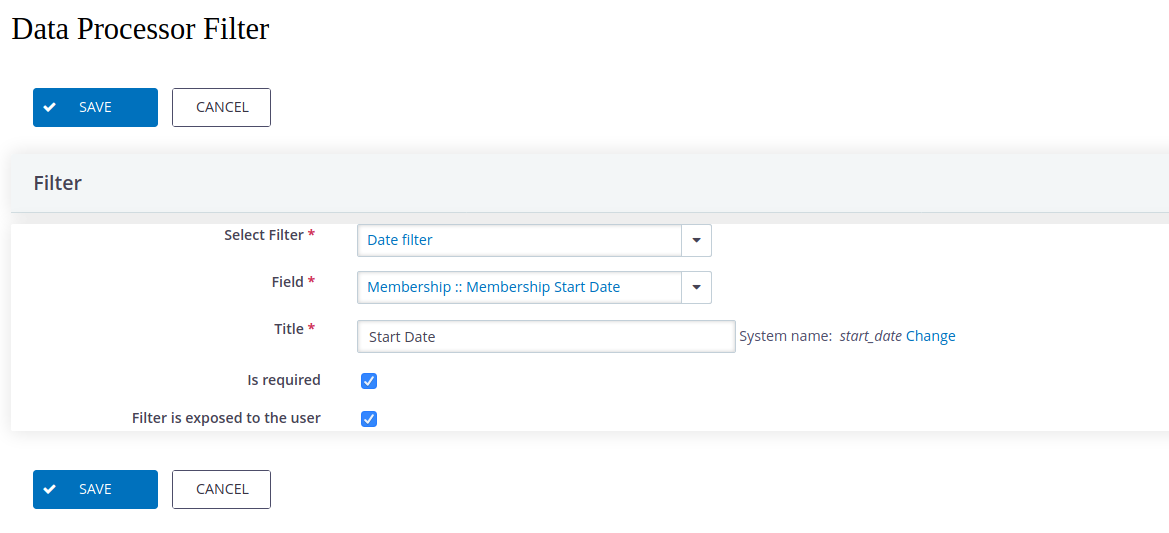 Data Processor Filter
SAVE CANCEL
Filter
Select Filter * Date filter
Field * Membership :: Membership Start Date
Title * Start Date System name: start_date Change
Is required
Filter is exposed to the user
SAVE CANCEL